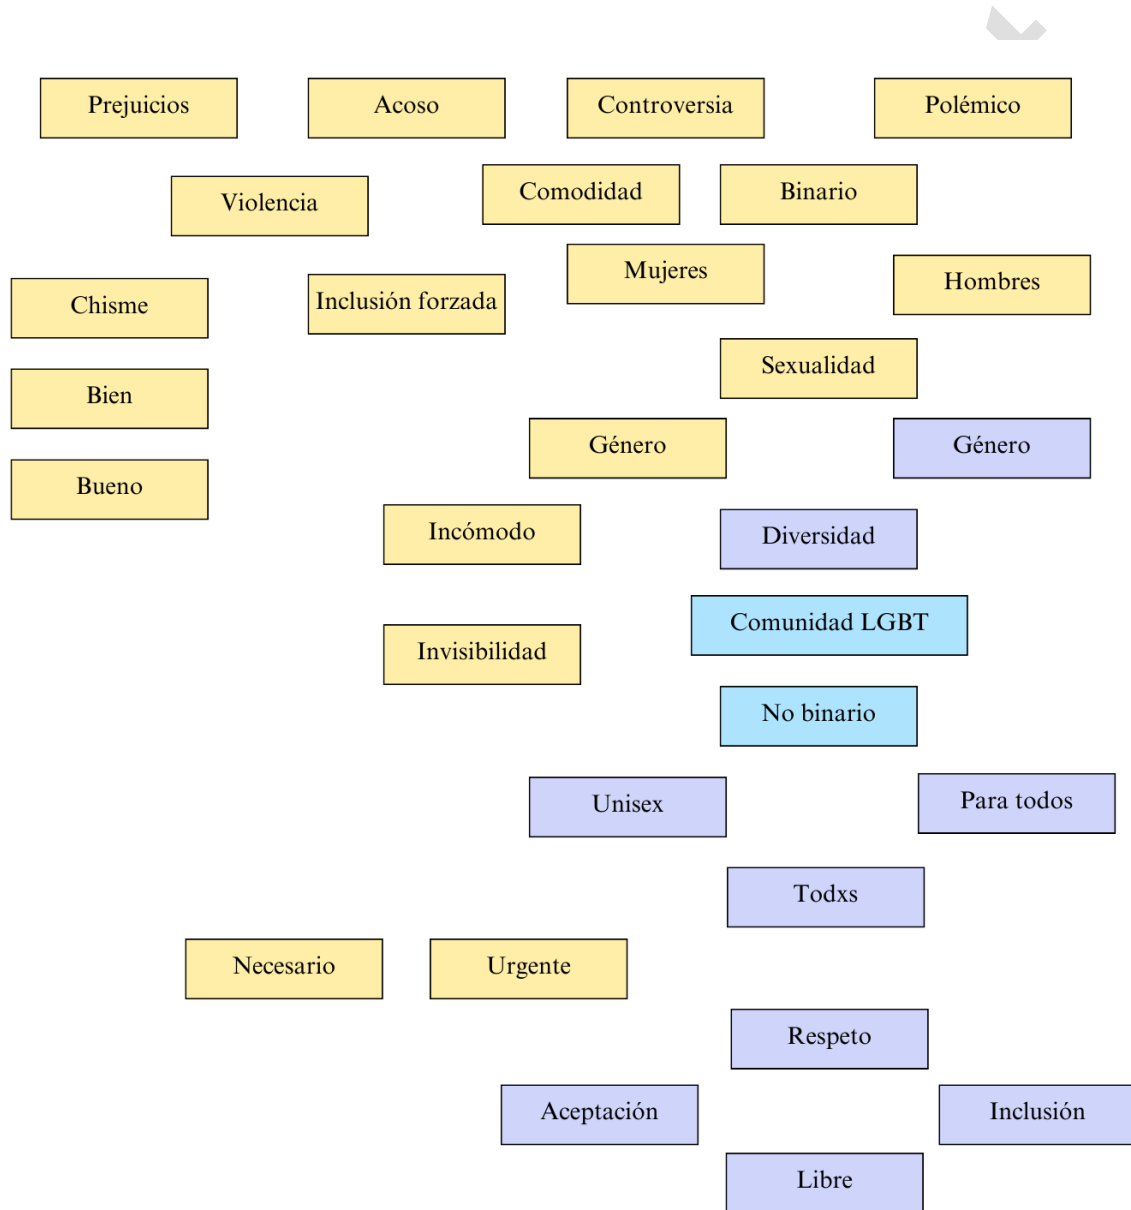 Prejuicios
Acoso
Controversia
Polémico
Violencia
Comodidad
Binario
Mujeres
Hombres
Chisme
Inclusión forzada
Sexualidad
Bien
Género
Género
Bueno
Incómodo
Diversidad
Comunidad LGBT
Invisibilidad
No binario
Unisex
Para todos
Todxs
Necesario
Urgente
Respeto
Aceptación
Inclusión
Libre